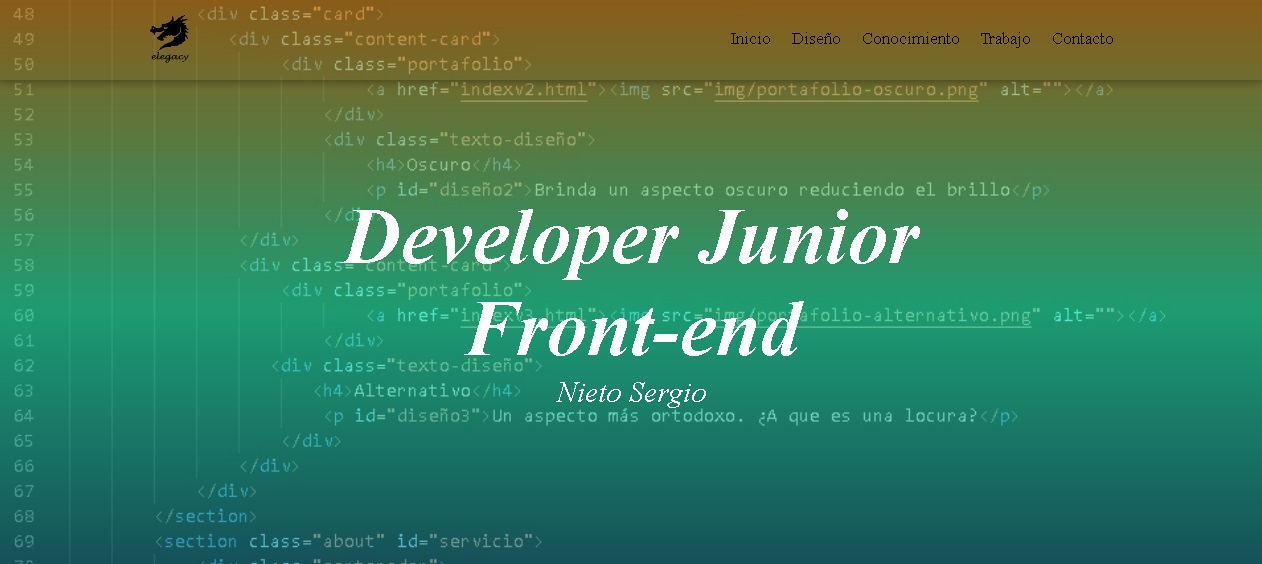 elegacy
Inicio Diseño Conocimiento Trabajo Contacto
48 <div class="card">
49 <div class="content-card">
50 <div class="portafolio">
51 <a href="indexv2.html"><img src="img/portafolio-oscuro.png" alt=""></a>
52 </div>
53 <div class="texto-diseño">
54 <h4>Oscuro</h4>
55 <p id="diseño2">Brinda un aspecto oscuro reduciendo el brillo</p>
56 </div>
57 </div>
58 <div class="content-card">
59 <div class="portafolio">
60 <a href="indexv3.html"><img src="img/portafolio-alternativo.png" alt=""></a>
61 </div>
62 <div class="texto-diseño">
63 <h4>Alternativo</h4>
64 <p id="diseño3">Un aspecto más ortodoxo. ¿A que es una locura?</p>
65 </div>
66 </div>
67 </div>
68 </section>
69 <section class="about" id="servicio">
Developer Junior
Front-end
Nieto Sergio